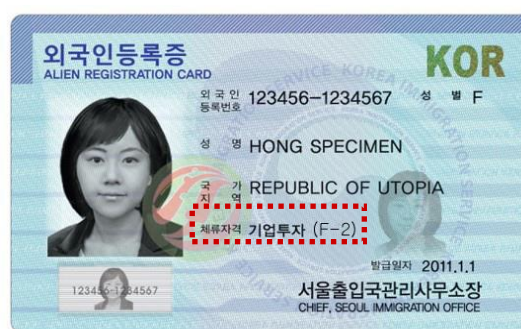 외국인등록증
KOR
ALIEN REGISTRATION CARD
외국인등록번호 123456-1234567 성별 F
성명 HONG SPECIMEN
국가지역 REPUBLIC OF UTOPIA
체류자격 기업투자 (F-2)
123456-1234567
발급일자 2011.1.1
서울출입국관리사무소장
CHIEF, SEOUL IMMIGRATION OFFICE